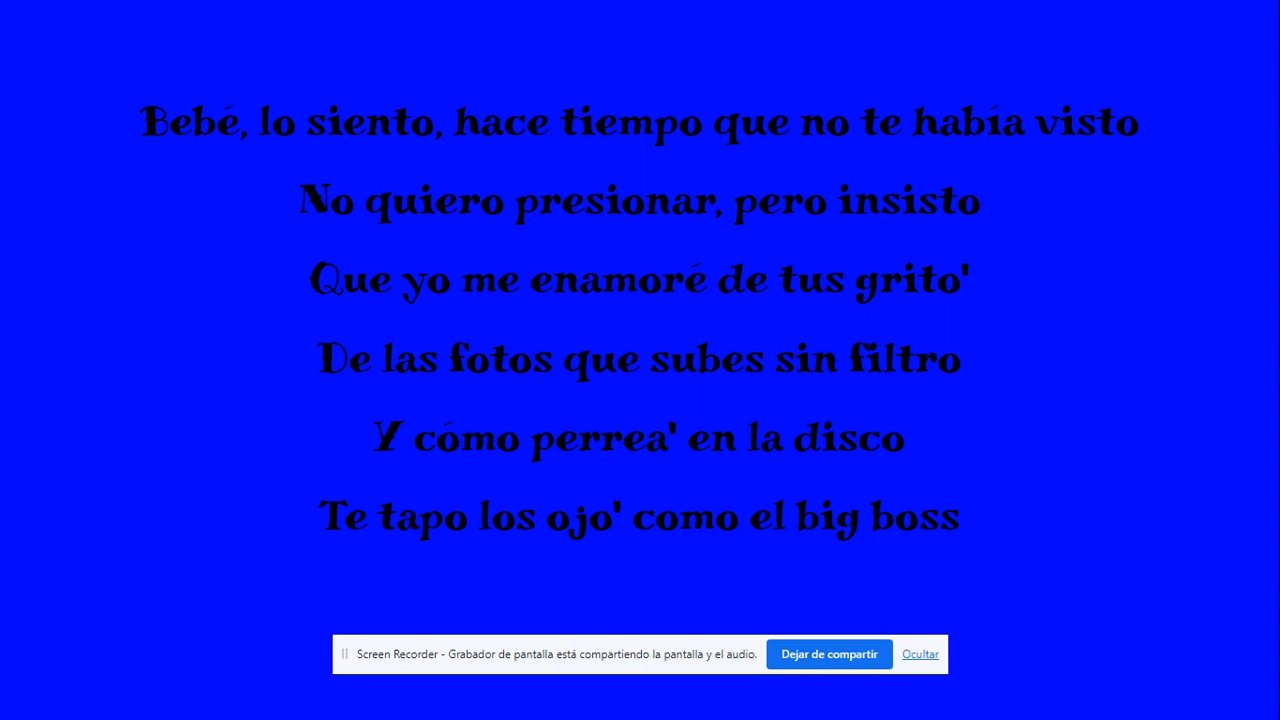 Bebé, lo siento, hace tiempo que no te había visto
No quiero presionar, pero insisto
Que yo me enamoré de tus grito'
De las fotos que subes sin filtro
Y cómo perrea' en la disco
Te tapo los ojo' como el big boss
Screen Recorder - Grabador de pantalla está compartiendo la pantalla y el audio. Dejar de compartir Ocultar